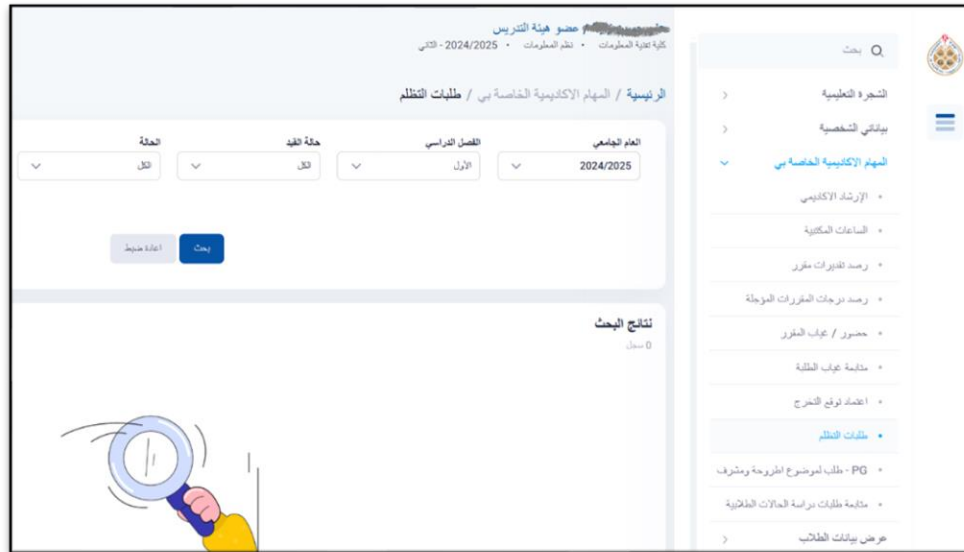 عضو هيئة التدريس
كلية تقنية المعلومات • نظم المعلومات • 2024/2025 - الثاني
الرئيسية / المهام الاكاديمية الخاصة بي / طلبات التظلم
العام الجامعي
2024/2025
الفصل الدراسي
الأول
حالة القيد
الكل
الحالة
الكل
بحث
اعادة ضبط
نتائج البحث
0 سجل
بحث
الشجرة التعليمية
بياناتي الشخصية
المهام الاكاديمية الخاصة بي
الإرشاد الاكاديمي
الساعات المكتبية
رصد تقديرات مقرر
رصد درجات المقررات المؤجلة
حضور / غياب المقرر
متابعة غياب الطلبة
اعتماد توقع التخرج
طلبات التظلم
PG - طلب لموضوع اطروحة ومشرف
متابعة طلبات دراسة الحالات الطلابية
عرض بيانات الطلاب